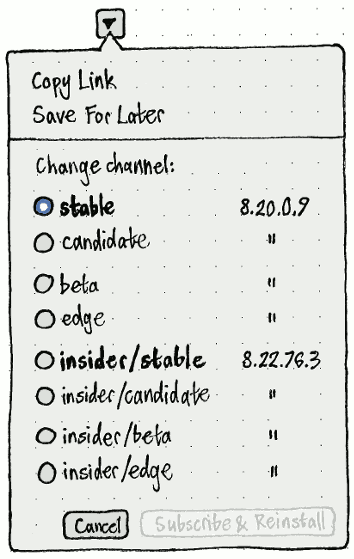 Copy Link
Save For Later
Change channel:
stable 8.20.0.9
candidate "
beta "
edge "
insider/stable 8.22.76.3
insider/candidate "
insider/beta "
insider/edge "
Cancel Subscribe & Reinstall